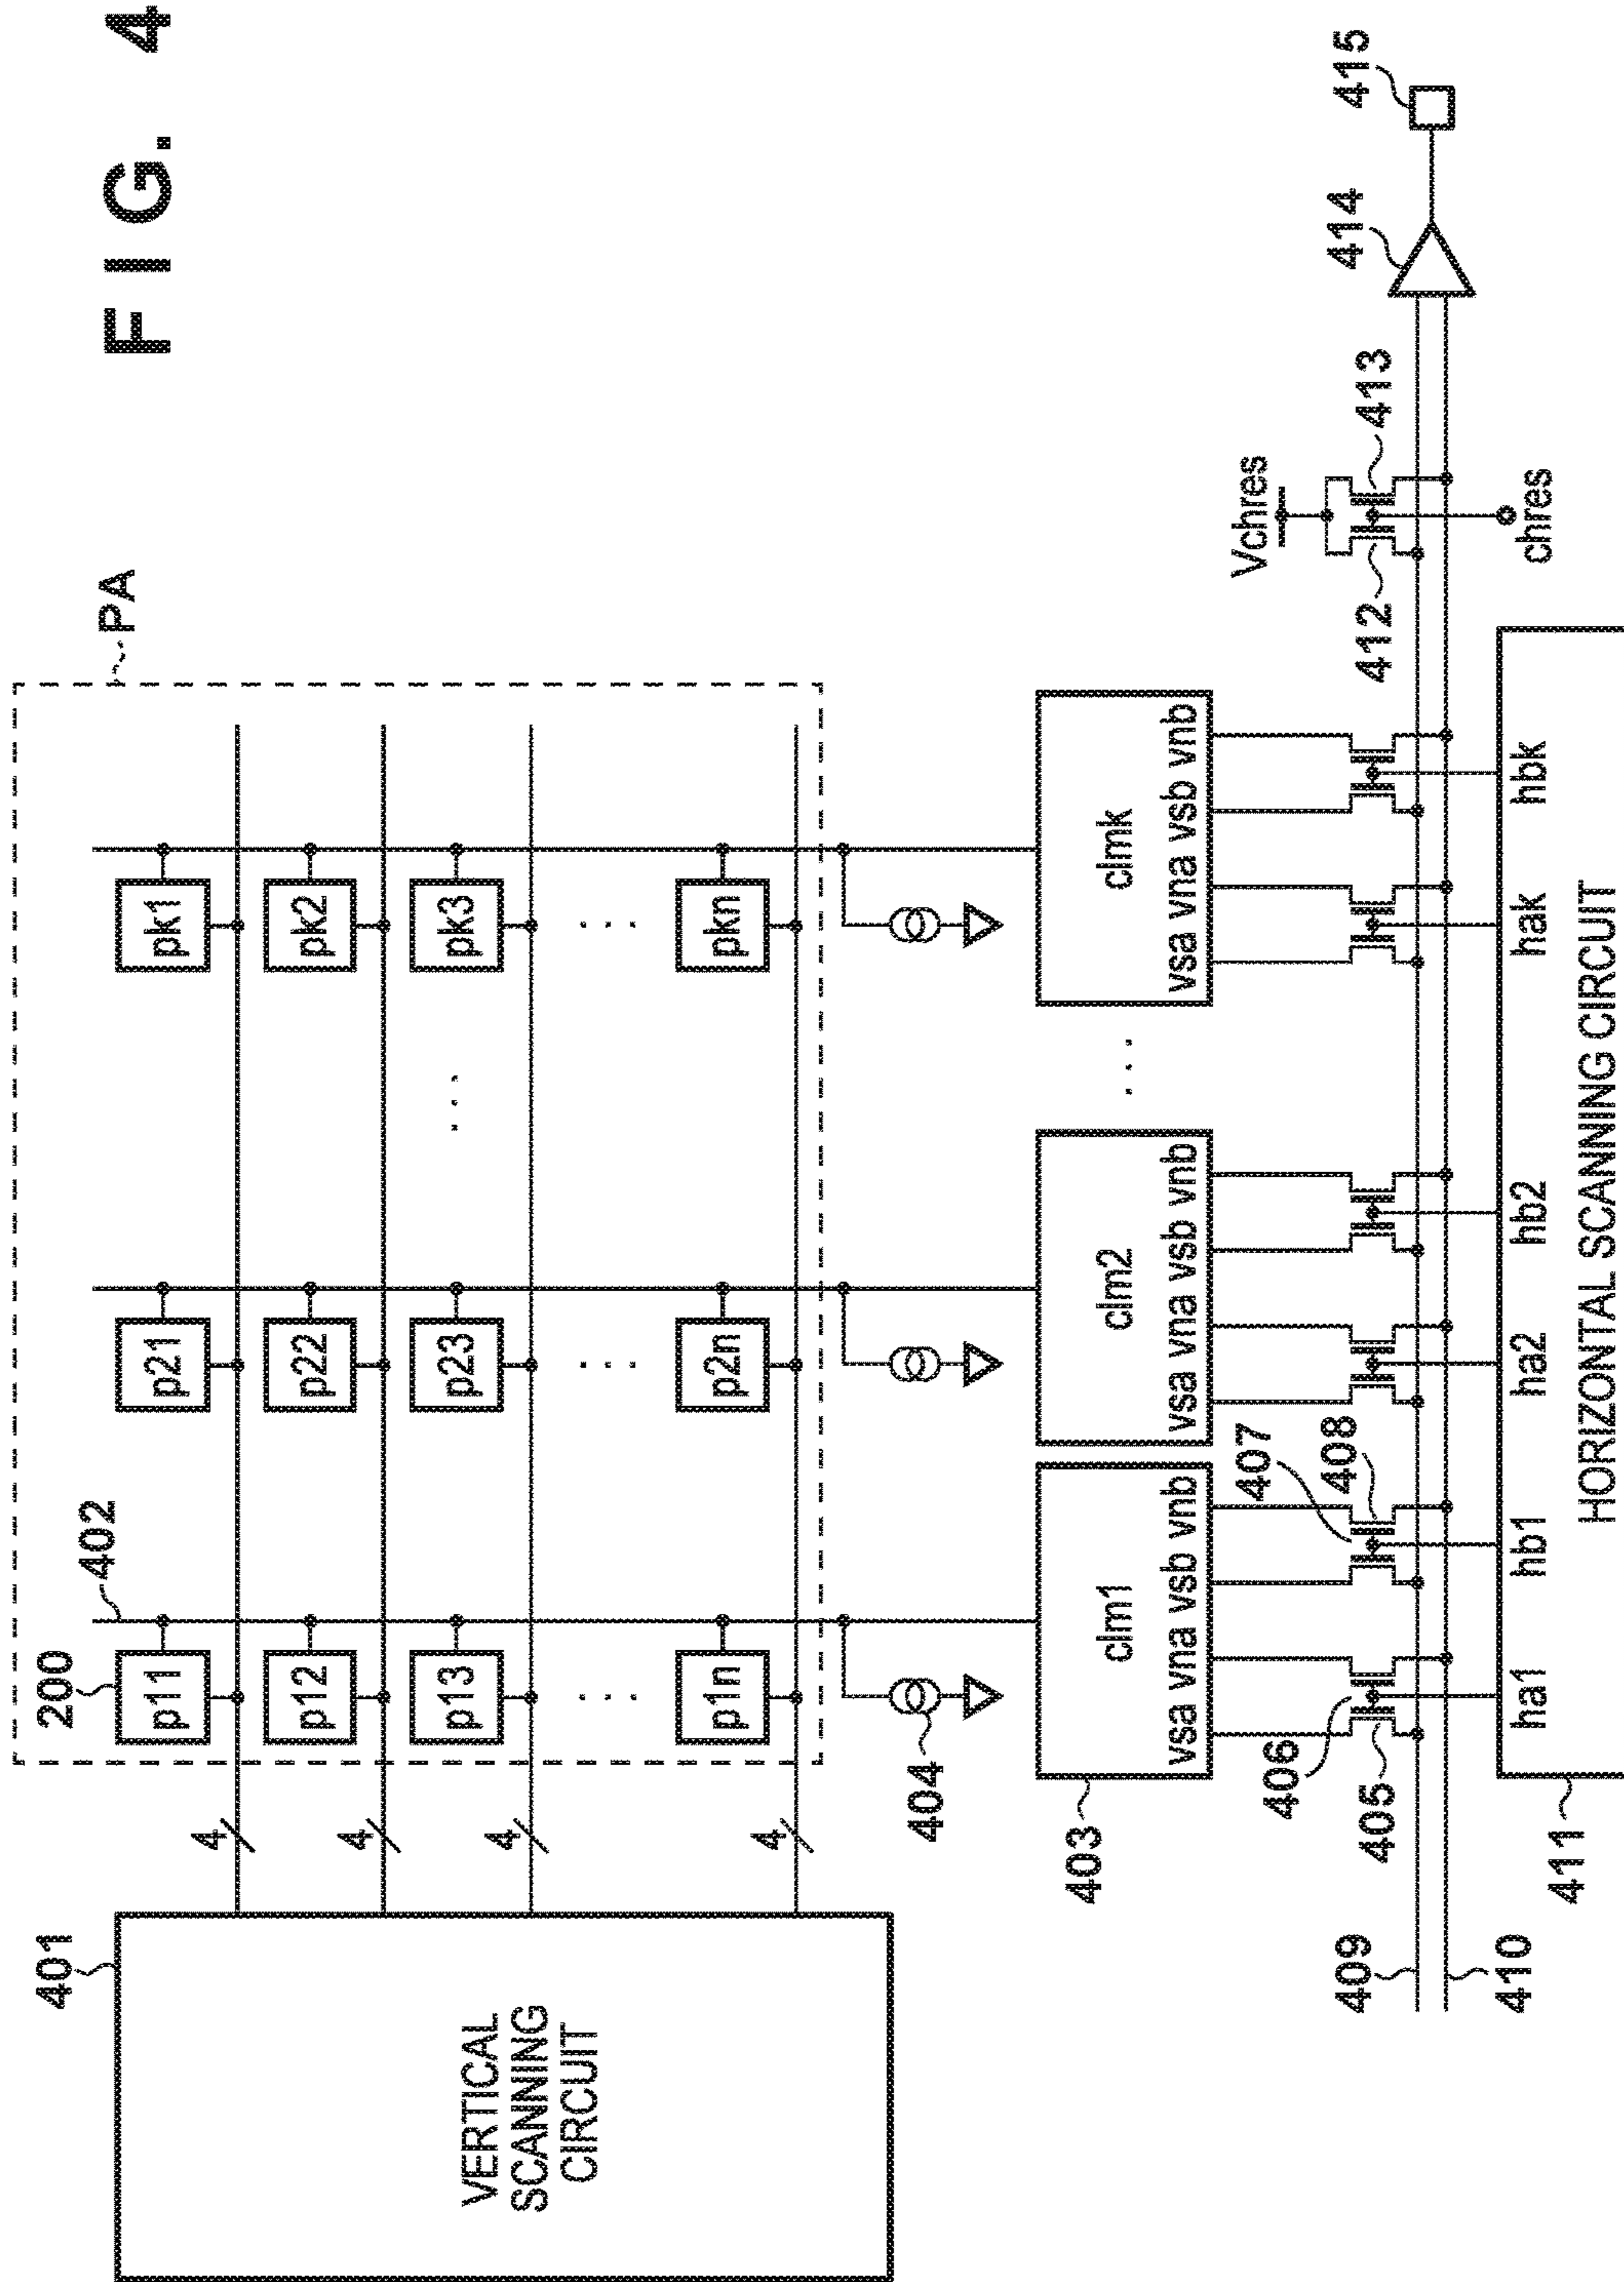 FIG. 4
PA
401
VERTICAL
SCANNING
CIRCUIT
200
402
p11
p21
pk1
4
p12
p22
pk2
4
p13
p23
pk3
4
...
...
...
...
p1n
p2n
pkn
4
404
403
clm1
clm2
...
clmk
vsa vna vsb vnb
vsa vna vsb vnb
vsa vna vsb vnb
Vchres
406
407
405
408
412
413
414
415
409
410
chres
411
ha1
hb1
ha2
hb2
hak
hbk
HORIZONTAL SCANNING CIRCUIT